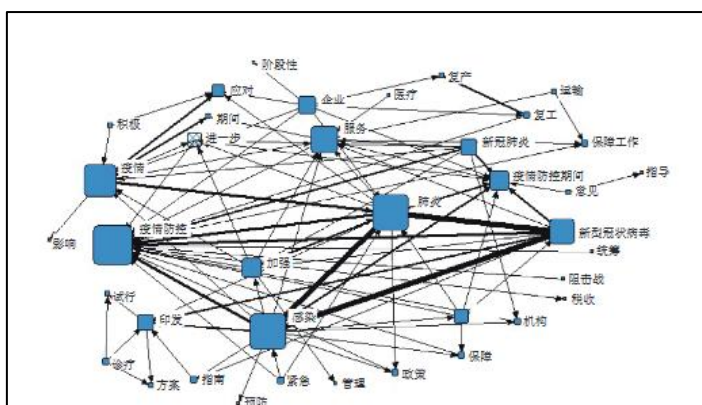 阶段性
复产
应对
企业
医疗
运输
期间
复工
积极
进一步
服务
新冠肺炎
保障工作
疫情
疫情防控期间
指导
意见
肺炎
疫情防控
新型冠状病毒
影响
统筹
加强
阻击战
试行
税收
感染
印发
机构
保障
诊疗
政策
方案
指南
紧急
管理
预防